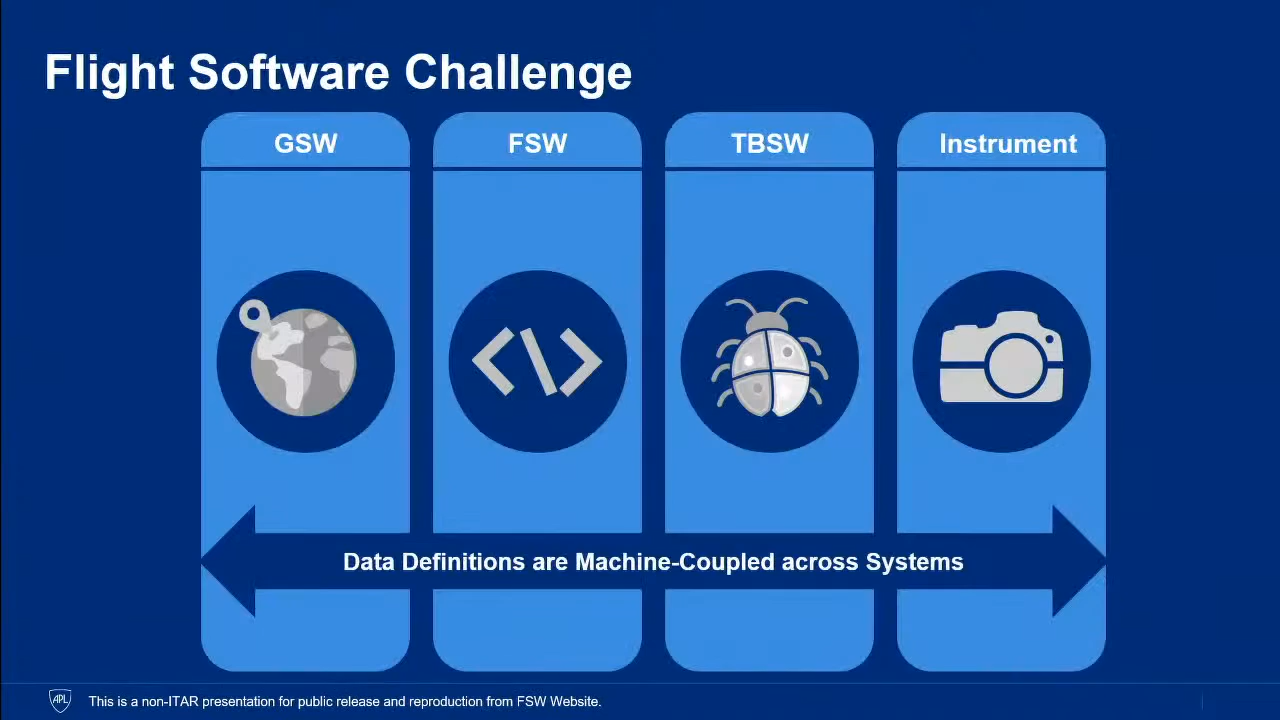 Flight Software Challenge
GSW
FSW
TBSW
Instrument
Data Definitions are Machine-Coupled across Systems
APL
This is a non-ITAR presentation for public release and reproduction from FSW Website.